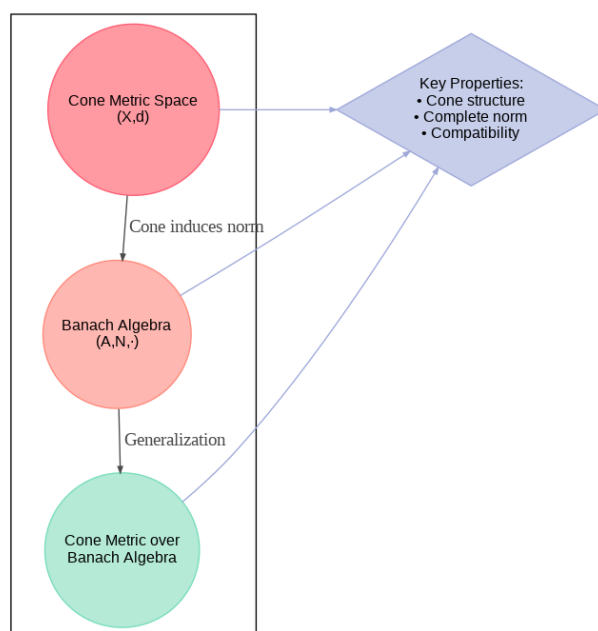 Cone Metric Space
(X,d)
Key Properties:
• Cone structure
• Complete norm
• Compatibility
Cone induces norm
Banach Algebra
(A,N,·)
Generalization
Cone Metric over
Banach Algebra